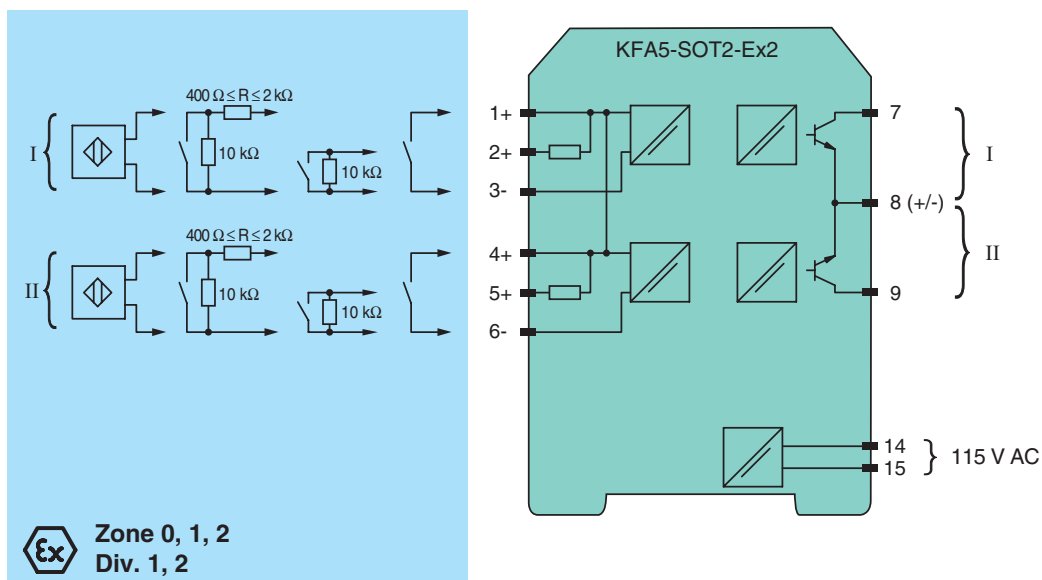 KFA5-SOT2-Ex2
400 Ω ≤ R ≤ 2 kΩ
I
10 kΩ
10 kΩ
1+
2+
3-
7
I
8 (+/-)
400 Ω ≤ R ≤ 2 kΩ
II
10 kΩ
10 kΩ
4+
5+
6-
II
9
14
15
115 V AC
Ex
Zone 0, 1, 2
Div. 1, 2